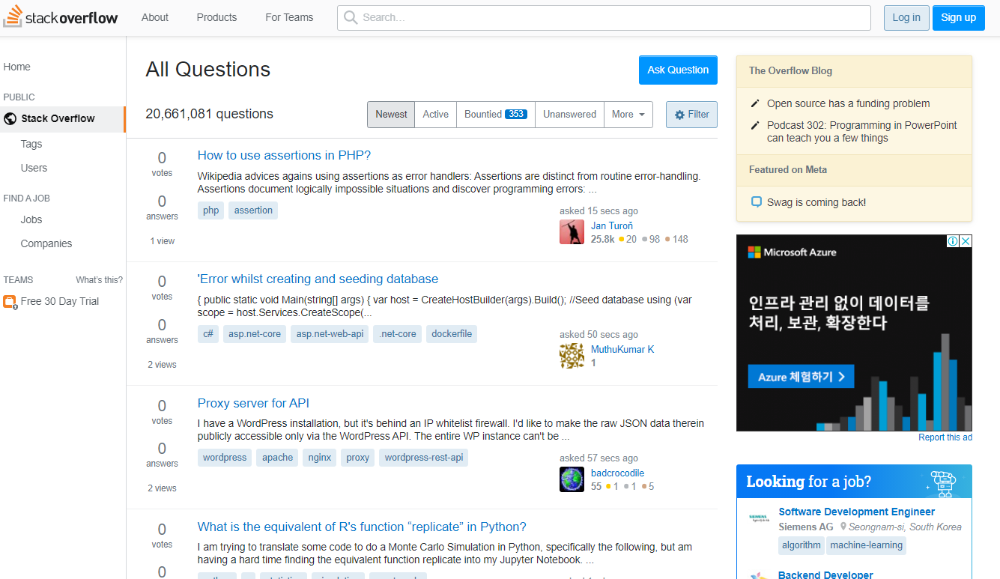 stackoverflow
About
Products
For Teams
Search...
Log in
Sign up
Home
PUBLIC
Stack Overflow
Tags
Users
FIND A JOB
Jobs
Companies
TEAMS
What's this?
Free 30 Day Trial
All Questions
Ask Question
20,661,081 questions
Newest
Active
Bountied 353
Unanswered
More
Filter
0
votes
0
answers
1 view
How to use assertions in PHP?
Wikipedia advices agains using assertions as error handlers: Assertions are distinct from routine error-handling.
Assertions document logically impossible situations and discover programming errors: ...
php assertion
asked 15 secs ago
Jan Turoň
25.8k 20 98 148
0
votes
0
answers
2 views
'Error whilst creating and seeding database
{ public static void Main(string[] args) { var host = CreateHostBuilder(args).Build(); //Seed database using (var
scope = host.Services.CreateScope(...
c# asp.net-core asp.net-web-api .net-core dockerfile
asked 50 secs ago
MuthuKumar K
1
0
votes
0
answers
2 views
Proxy server for API
I have a WordPress installation, but it's behind an IP whitelist firewall. I'd like to make the raw JSON data therein
publicly accessible only via the WordPress API. The entire WP instance can't be ...
wordpress apache nginx proxy wordpress-rest-api
asked 57 secs ago
badcrocodile
55 1 1 5
0
votes
0
What is the equivalent of R's function “replicate” in Python?
I am trying to translate some code to do a Monte Carlo Simulation in Python, specifically the following, but am
having a hard time finding the equivalent function replicate into my Jupyter Notebook. ...
The Overflow Blog
Open source has a funding problem
Podcast 302: Programming in PowerPoint
can teach you a few things
Featured on Meta
Swag is coming back!
Microsoft Azure
인프라 관리 없이 데이터를
처리, 보관, 확장한다
Azure 체험하기
Report this ad
Looking for a job?
SIEMENS
Software Development Engineer
Siemens AG Seongnam-si, South Korea
algorithm machine-learning
Backend Developer